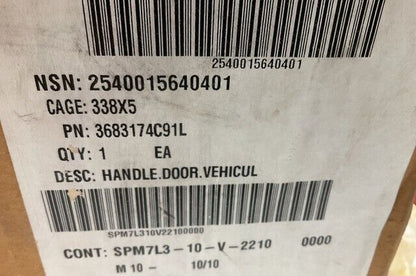 2540015640401
NSN: 2540015640401
CAGE: 338X5
PN: 3683174C91L
QTY: 1 EA
DESC: HANDLE.DOOR.VEHICUL
SPM7L310V22100000
CONT: SPM7L3-10-V-2210 0000
M 10- 10/10